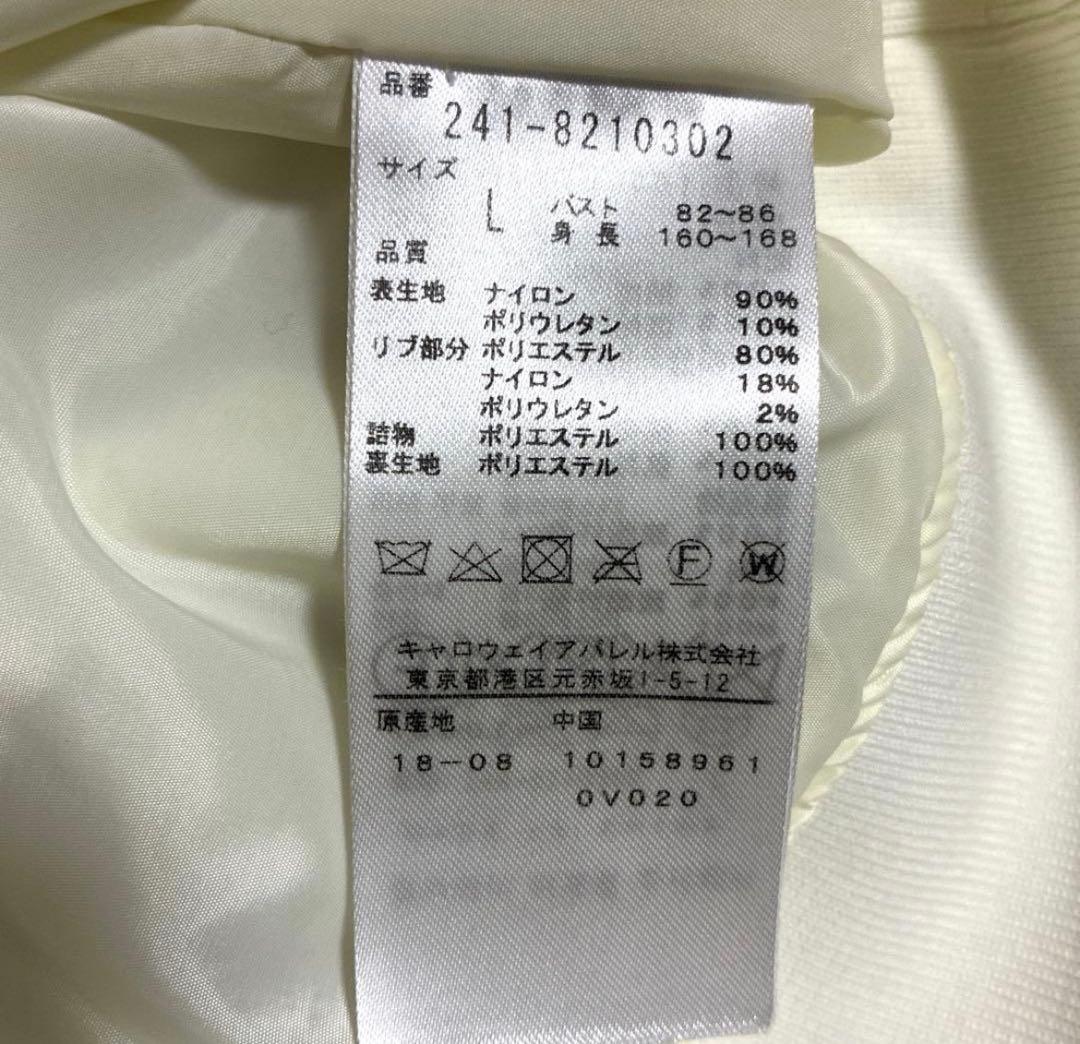 品番
241-8210302
サイズ
L バスト 82~86
身長 160~168
品質
表生地 ナイロン 90%
ポリウレタン 10%
リブ部分 ポリエステル 80%
ナイロン 18%
ポリウレタン 2%
詰物 ポリエステル 100%
裏生地 ポリエステル 100%
F W
キャロウェイアパレル株式会社
東京都港区元赤坂1-5-12
原産地 中国
18-08 10158961
0V020